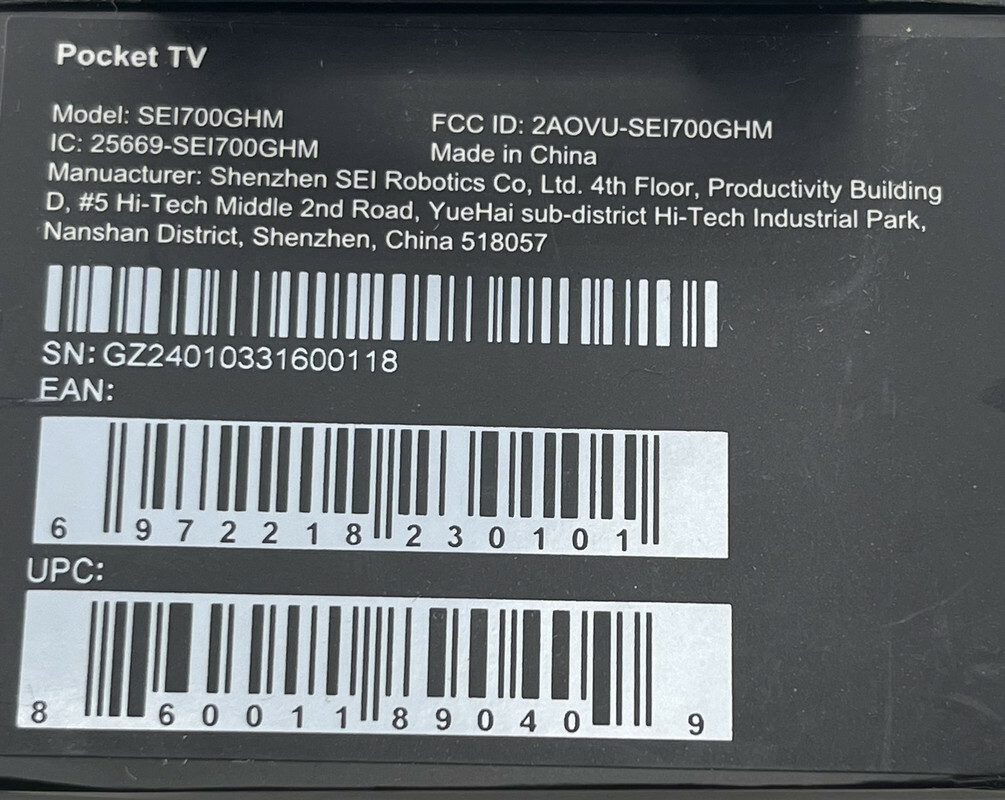 Pocket TV
Model: SEI700GHM
FCC ID: 2AOVU-SEI700GHM
IC: 25669-SEI700GHM
Made in China
Manuacturer: Shenzhen SEI Robotics Co, Ltd. 4th Floor, Productivity Building
D, #5 Hi-Tech Middle 2nd Road, YueHai sub-district Hi-Tech Industrial Park,
Nanshan District, Shenzhen, China 518057
SN: GZ24010331600118
EAN:
6 972218 230101
UPC:
8 60011 89040 9